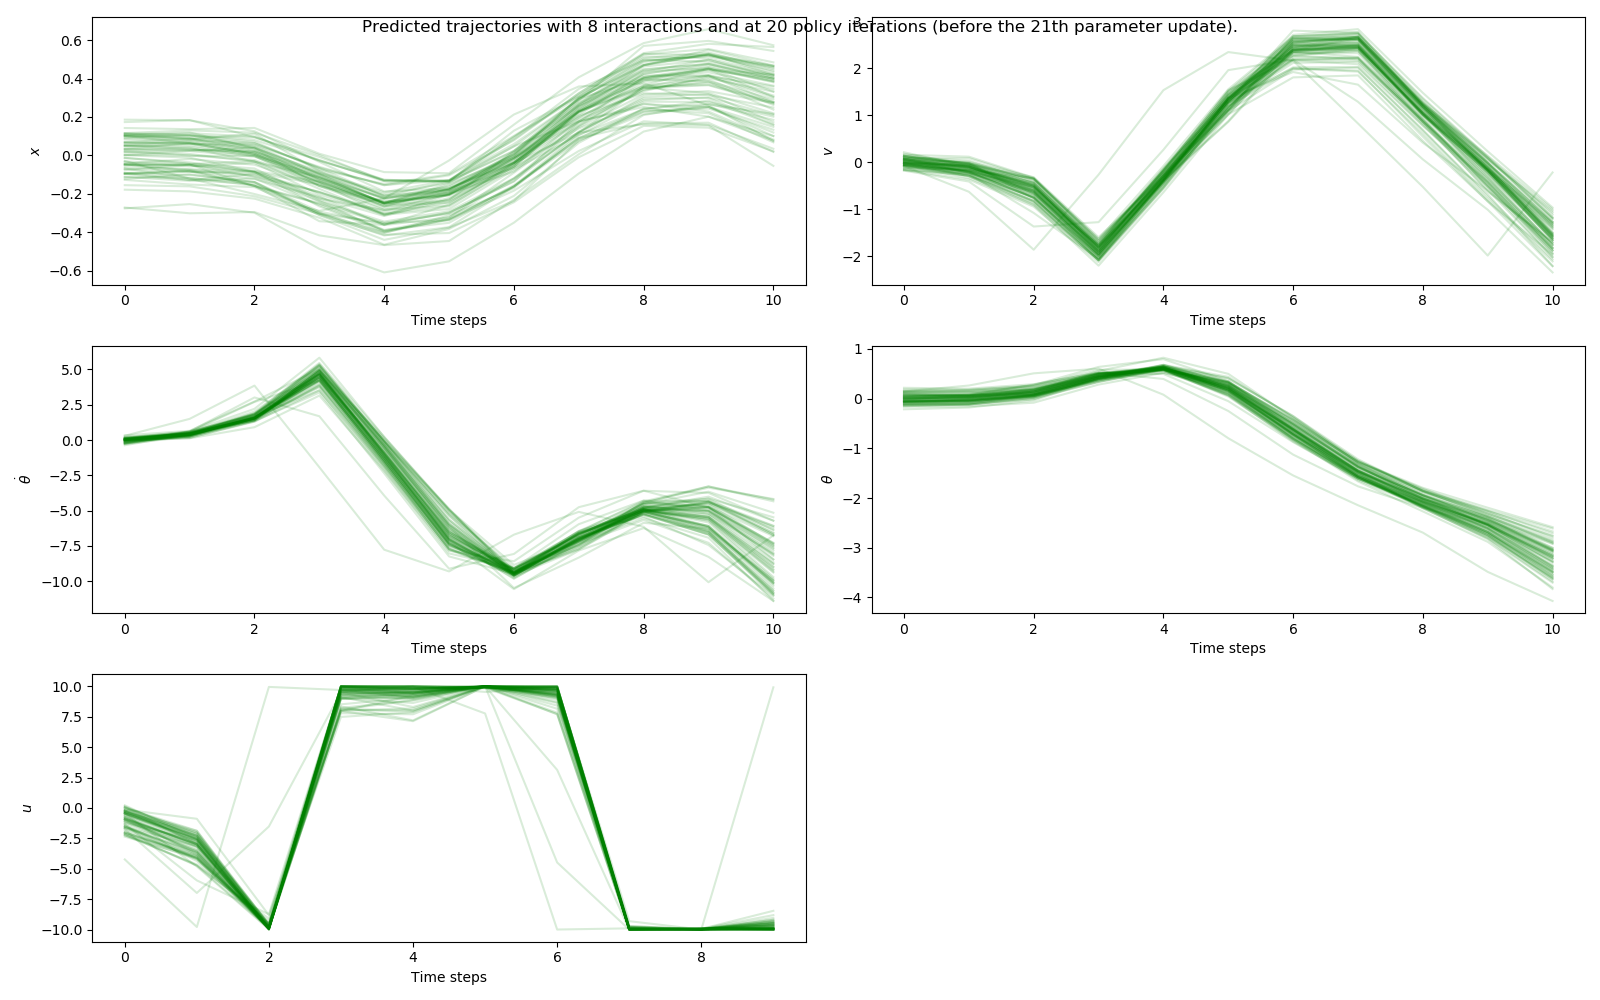 Predicted trajectories with 8 interactions and at 20 policy iterations (before the 21th parameter update).
0.6
0.4
0.2
0.0
−0.2
−0.4
−0.6
x
0 2 4 6 8 10
Time steps
3
2
1
0
−1
−2
v
0 2 4 6 8 10
Time steps
5.0
2.5
0.0
−2.5
−5.0
−7.5
−10.0
θ̇
0 2 4 6 8 10
Time steps
1
0
−1
−2
−3
−4
θ
0 2 4 6 8 10
Time steps
10.0
7.5
5.0
2.5
0.0
−2.5
−5.0
−7.5
−10.0
u
0 2 4 6 8
Time steps